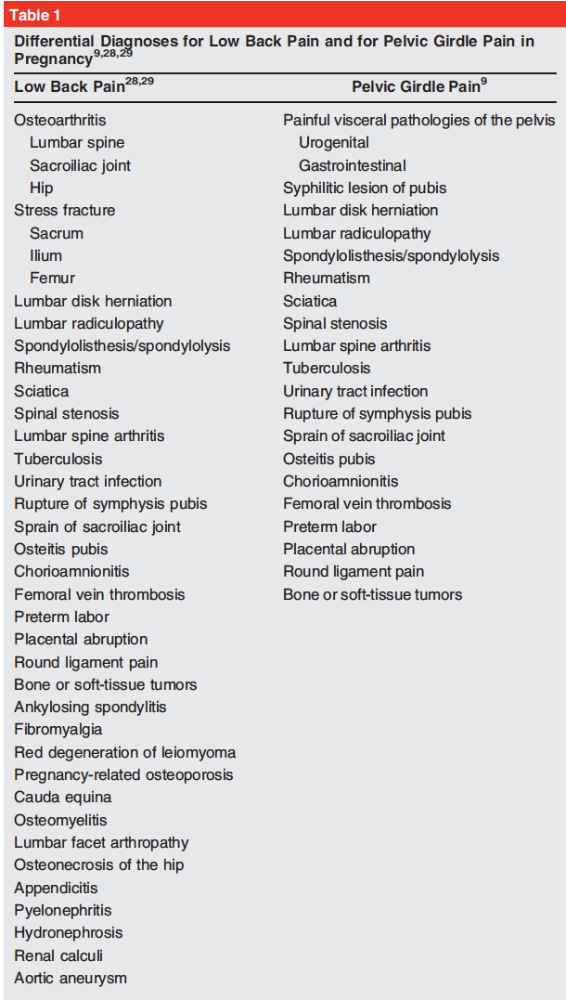 Table 1
Differential Diagnoses for Low Back Pain and for Pelvic Girdle Pain in
Pregnancy9,28,29
Low Back Pain28,29
Osteoarthritis
Lumbar spine
Sacroiliac joint
Hip
Stress fracture
Sacrum
Ilium
Femur
Lumbar disk herniation
Lumbar radiculopathy
Spondylolisthesis/spondylolysis
Rheumatism
Sciatica
Spinal stenosis
Lumbar spine arthritis
Tuberculosis
Urinary tract infection
Rupture of symphysis pubis
Sprain of sacroiliac joint
Osteitis pubis
Chorioamnionitis
Femoral vein thrombosis
Preterm labor
Placental abruption
Round ligament pain
Bone or soft-tissue tumors
Ankylosing spondylitis
Fibromyalgia
Red degeneration of leiomyoma
Pregnancy-related osteoporosis
Cauda equina
Osteomyelitis
Lumbar facet arthropathy
Osteonecrosis of the hip
Appendicitis
Pyelonephritis
Hydronephrosis
Renal calculi
Aortic aneurysm
Pelvic Girdle Pain9
Painful visceral pathologies of the pelvis
Urogenital
Gastrointestinal
Syphilitic lesion of pubis
Lumbar disk herniation
Lumbar radiculopathy
Spondylolisthesis/spondylolysis
Rheumatism
Sciatica
Spinal stenosis
Lumbar spine arthritis
Tuberculosis
Urinary tract infection
Rupture of symphysis pubis
Sprain of sacroiliac joint
Osteitis pubis
Chorioamnionitis
Femoral vein thrombosis
Preterm labor
Placental abruption
Round ligament pain
Bone or soft-tissue tumors